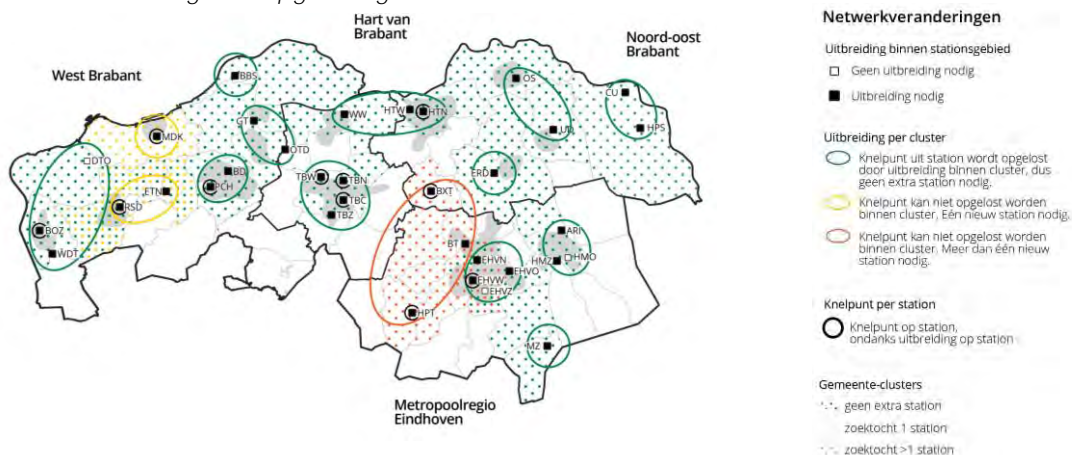 Hart van
Brabant
Noord-oost
Brabant
West Brabant
BBS
OS
CU
WW
HTW
HTN
GT
UD
HPS
MDK
OTD
DTO
BD
TBW
TBN
ERD
ETN
PCH
BXT
TBC
RSD
TBZ
BOZ
ARI
BT
WDT
EHVN
HMZ
HMO
EHVO
EHVW
EHVZ
HPT
MZ
Metropoolregio
Eindhoven
Netwerkveranderingen
Uitbreiding binnen stationsgebied
Geen uitbreiding nodig
Uitbreiding nodig
Uitbreiding per cluster
Knelpunt uit station wordt opgelost
door uitbreiding binnen cluster, dus
geen extra station nodig.
Knelpunt kan niet opgelost worden
binnen cluster. Eén nieuw station nodig.
Knelpunt kan niet opgelost worden
binnen cluster. Meer dan één nieuw
station nodig.
Knelpunt per station
Knelpunt op station,
ondanks uitbreiding op station
Gemeente-clusters
geen extra station
zoektocht 1 station
zoektocht >1 station